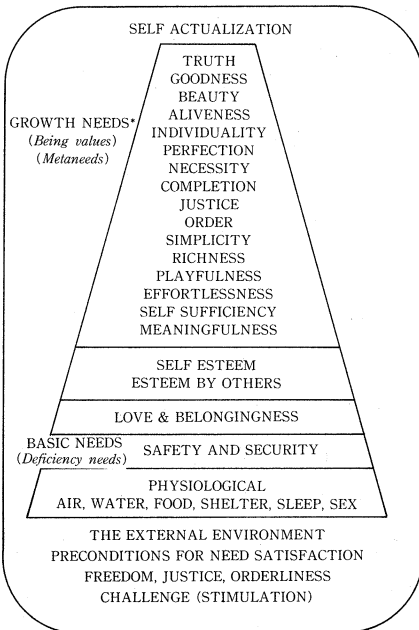 SELF ACTUALIZATION
TRUTH
GOODNESS
BEAUTY
ALIVENESS
GROWTH NEEDS*
(Being values)
(Metaneeds)
INDIVIDUALITY
PERFECTION
NECESSITY
COMPLETION
JUSTICE
ORDER
SIMPLICITY
RICHNESS
PLAYFULNESS
EFFORTLESSNESS
SELF SUFFICIENCY
MEANINGFULNESS
SELF ESTEEM
ESTEEM BY OTHERS
LOVE & BELONGINGNESS
BASIC NEEDS
(Deficiency needs)
SAFETY AND SECURITY
PHYSIOLOGICAL
AIR, WATER, FOOD, SHELTER, SLEEP, SEX
THE EXTERNAL ENVIRONMENT
PRECONDITIONS FOR NEED SATISFACTION
FREEDOM, JUSTICE, ORDERLINESS
CHALLENGE (STIMULATION)